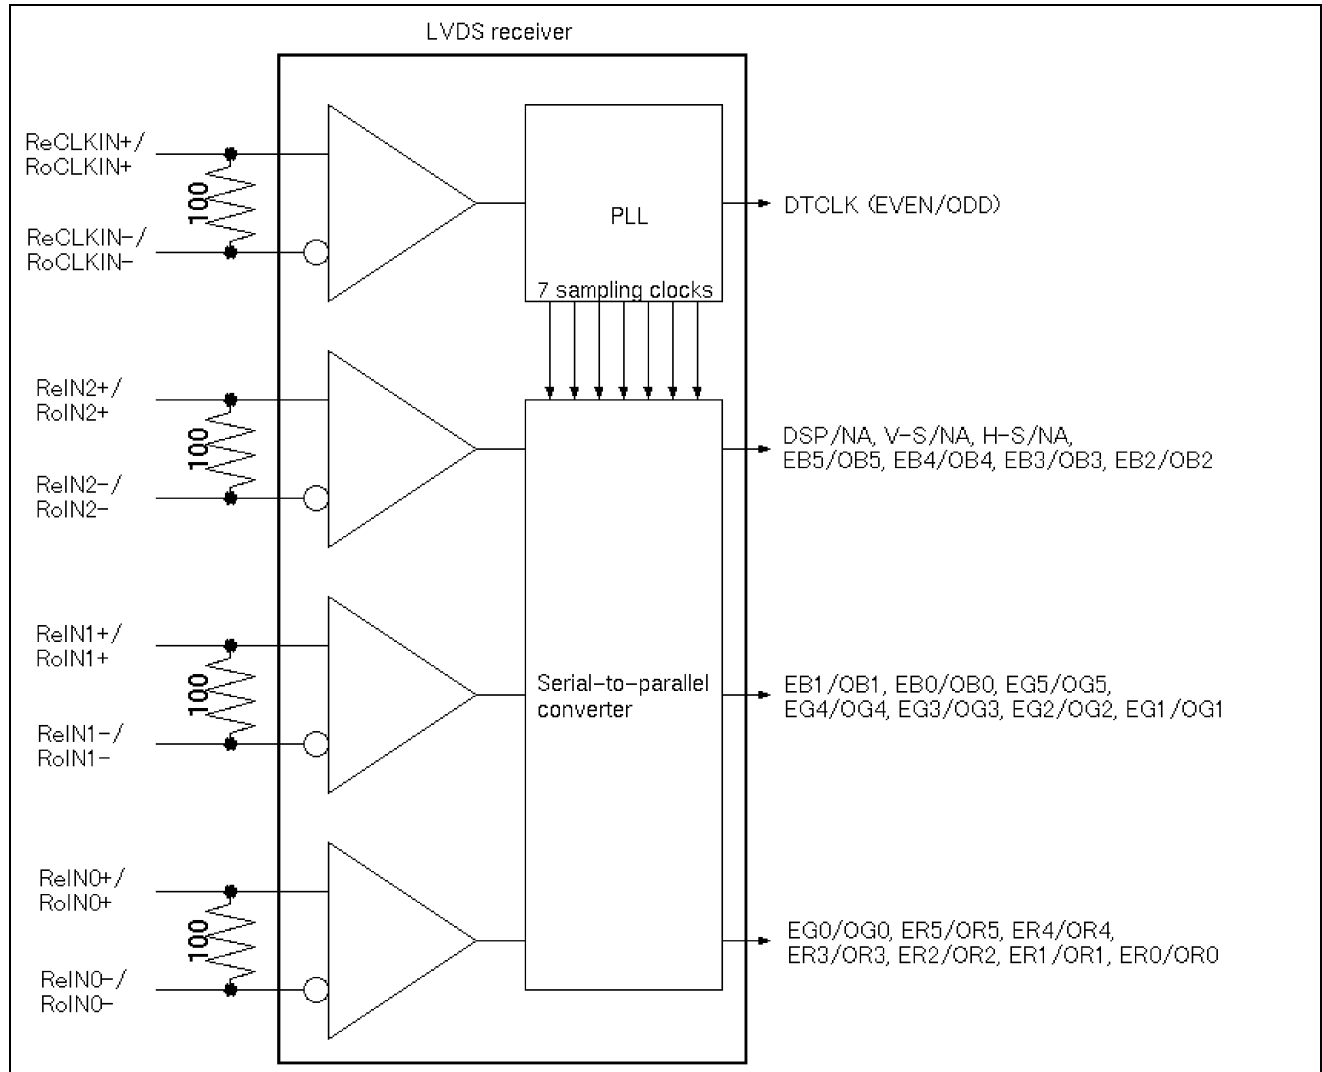 LVDS receiver
ReCLKIN+/
RoCLKIN+
100
ReCLKIN-/
RoCLKIN-
PLL
7 sampling clocks
DTCLK (EVEN/ODD)
ReIN2+/
RoIN2+
100
ReIN2-/
RoIN2-
DSP/NA, V-S/NA, H-S/NA,
EB5/OB5, EB4/OB4, EB3/OB3, EB2/OB2
ReIN1+/
RoIN1+
100
ReIN1-/
RoIN1-
Serial-to-parallel
converter
EB1/OB1, EB0/OB0, EG5/OG5,
EG4/OG4, EG3/OG3, EG2/OG2, EG1/OG1
ReIN0+/
RoIN0+
100
ReIN0-/
RoIN0-
EG0/OG0, ER5/OR5, ER4/OR4,
ER3/OR3, ER2/OR2, ER1/OR1, ER0/OR0